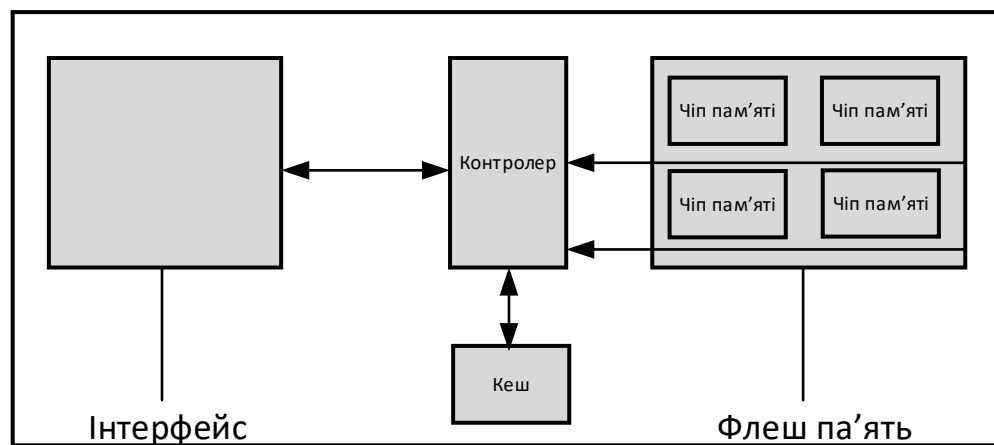 Чіп пам’яті
Чіп пам’яті
Контролер
Чіп пам’яті
Чіп пам’яті
Кеш
Інтерфейс
Флеш па’ять